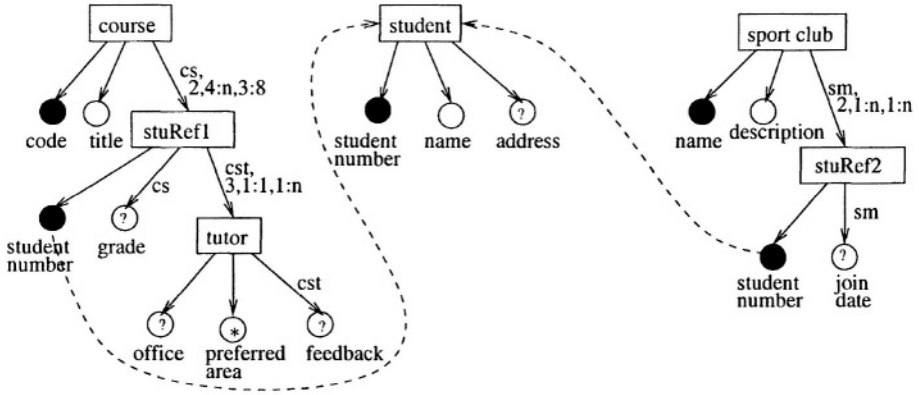 course
cs,
2,4:n,3:8
code
title
stuRef1
cs
cst,
3,1:1,1:n
student
number
?
grade
tutor
cst
?
*
?
office
preferred
area
feedback
student
student
number
name
?
address
sport club
sm,
2,1:n,1:n
name
description
stuRef2
sm
student
number
?
join
date